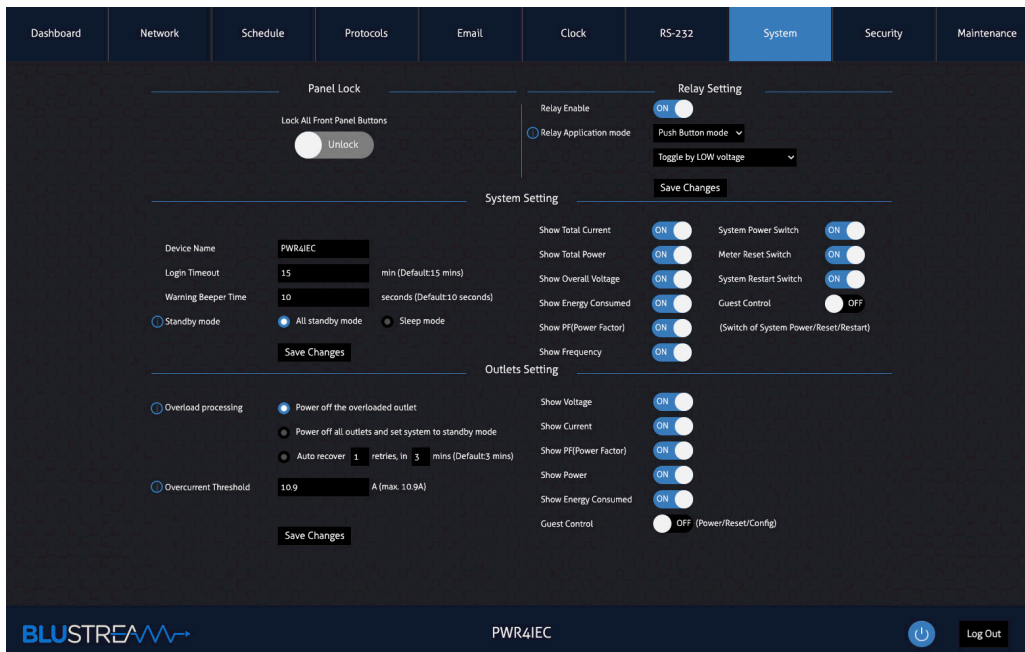 Dashboard Network Schedule Protocols Email Clock RS-232 System Security Maintenance
Panel Lock
Lock All Front Panel Buttons
Unlock
Relay Setting
Relay Enable ON
Relay Application mode Push Button mode
Toggle by LOW voltage
Save Changes
System Setting
Device Name PWR4IEC
Login Timeout 15 min (Default:15 mins)
Warning Beeper Time 10 seconds (Default:10 seconds)
Standby mode All standby mode Sleep mode
Save Changes
Show Total Current ON System Power Switch ON
Show Total Power ON Meter Reset Switch ON
Show Overall Voltage ON System Restart Switch ON
Show Energy Consumed ON Guest Control OFF
Show PF(Power Factor) ON (Switch of System Power/Reset/Restart)
Show Frequency ON
Outlets Setting
Overload processing Power off the overloaded outlet
Power off all outlets and set system to standby mode
Auto recover 1 retries, in 3 mins (Default:3 mins)
Overcurrent Threshold 10.9 A (max. 10.9A)
Save Changes
Show Voltage ON
Show Current ON
Show PF(Power Factor) ON
Show Power ON
Show Energy Consumed ON
Guest Control OFF (Power/Reset/Config)
BLUSTREAM PWR4IEC Log Out